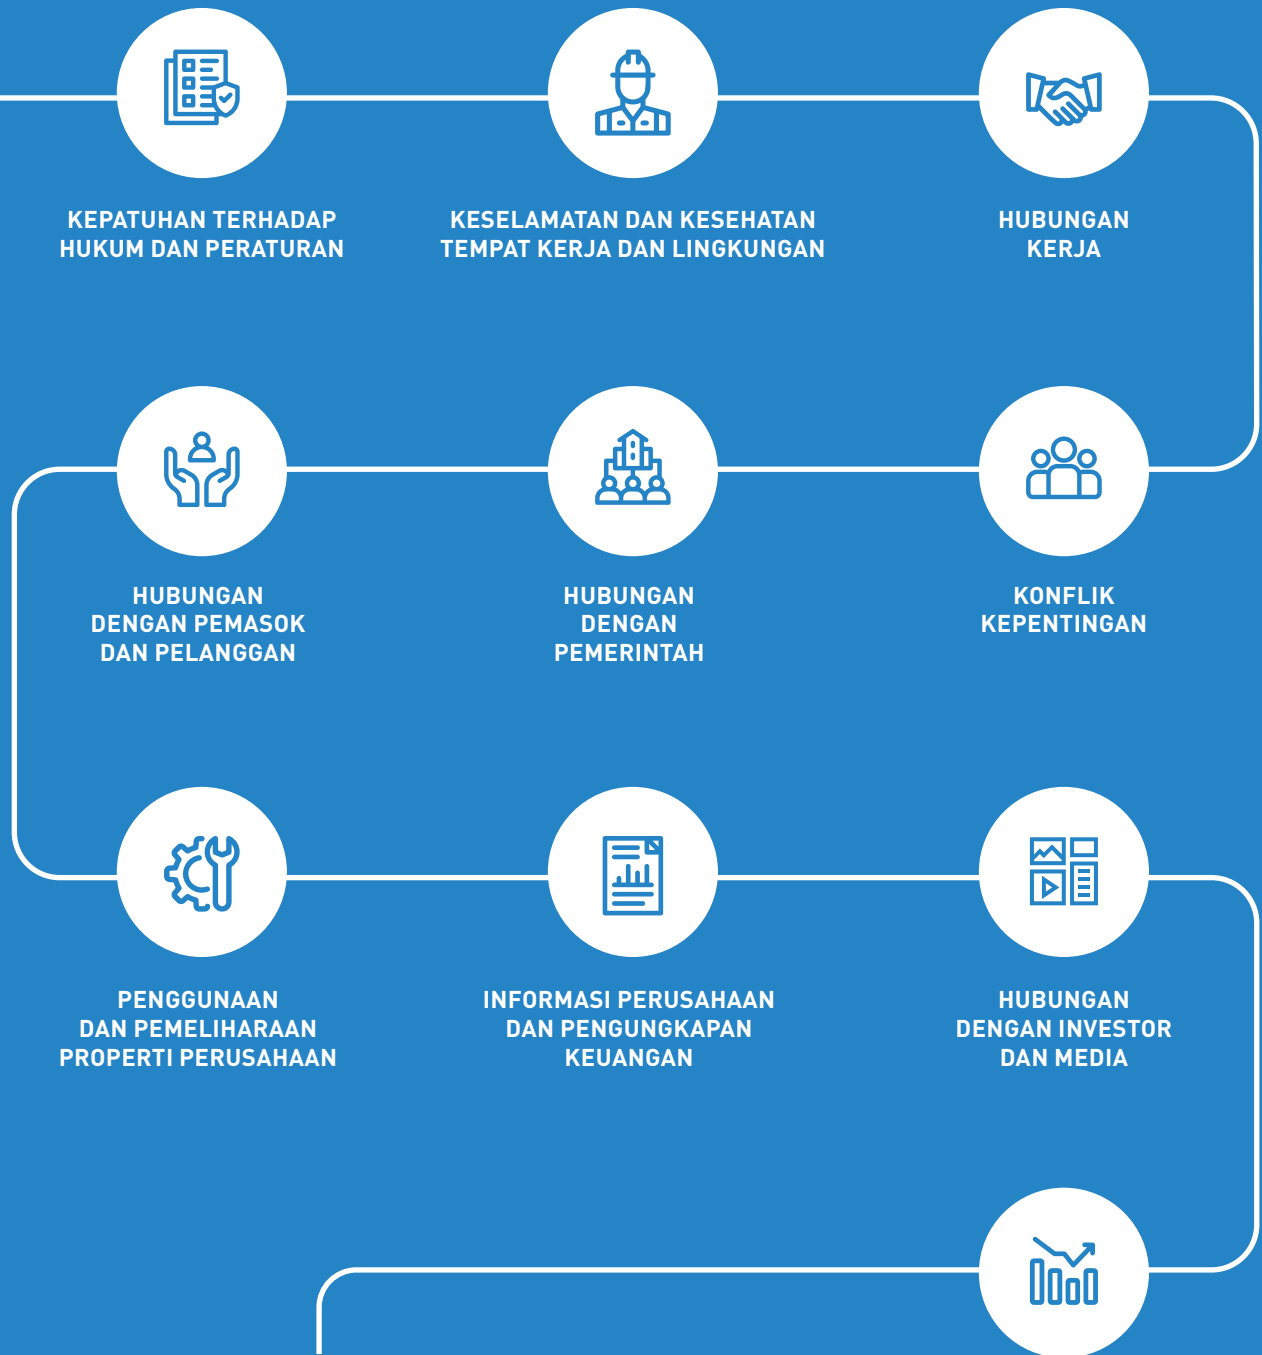 KEPATUHAN TERHADAP
HUKUM DAN PERATURAN
KESELAMATAN DAN KESEHATAN
TEMPAT KERJA DAN LINGKUNGAN
HUBUNGAN
KERJA
HUBUNGAN
DENGAN PEMASOK
DAN PELANGGAN
HUBUNGAN
DENGAN
PEMERINTAH
KONFLIK
KEPENTINGAN
PENGGUNAAN
DAN PEMELIHARAAN
PROPERTI PERUSAHAAN
INFORMASI PERUSAHAAN
DAN PENGUNGKAPAN
KEUANGAN
HUBUNGAN
DENGAN INVESTOR
DAN MEDIA